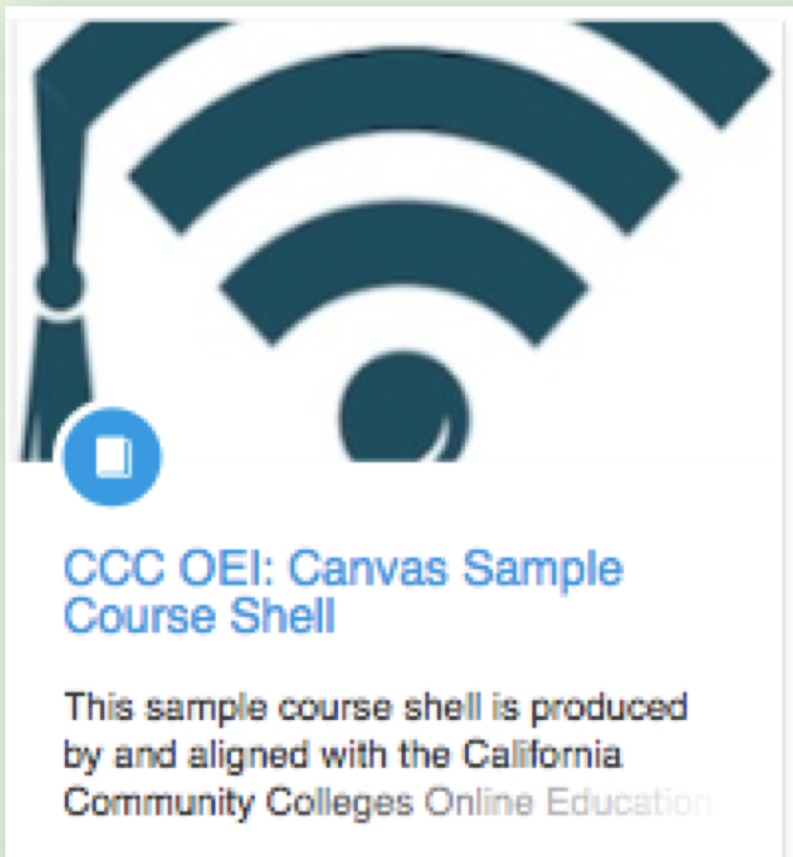 CCC OEI: Canvas Sample
Course Shell
This sample course shell is produced
by and aligned with the California
Community Colleges Online Education